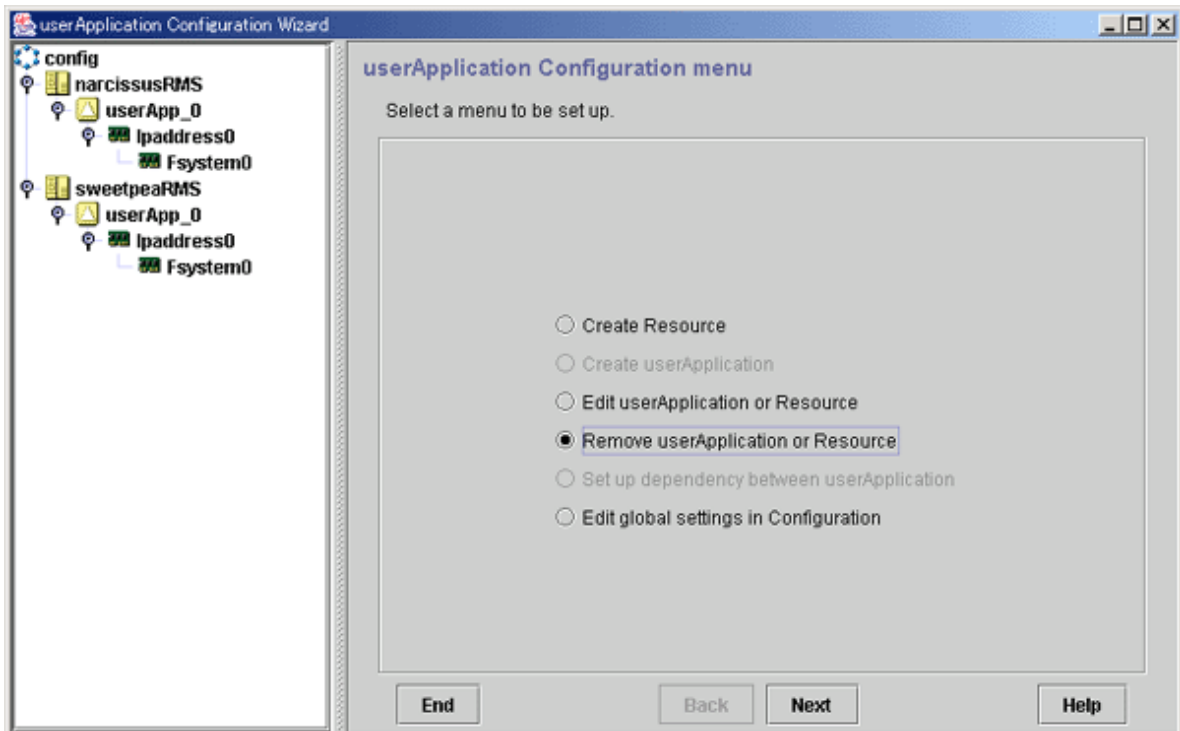 userApplication Configuration Wizard
config
narcissusRMS
userApp_0
Ipaddress0
Fsystem0
sweetpeaRMS
userApp_0
Ipaddress0
Fsystem0
userApplication Configuration menu
Select a menu to be set up.
Create Resource
Create userApplication
Edit userApplication or Resource
Remove userApplication or Resource
Set up dependency between userApplication
Edit global settings in Configuration
End
Back
Next
Help